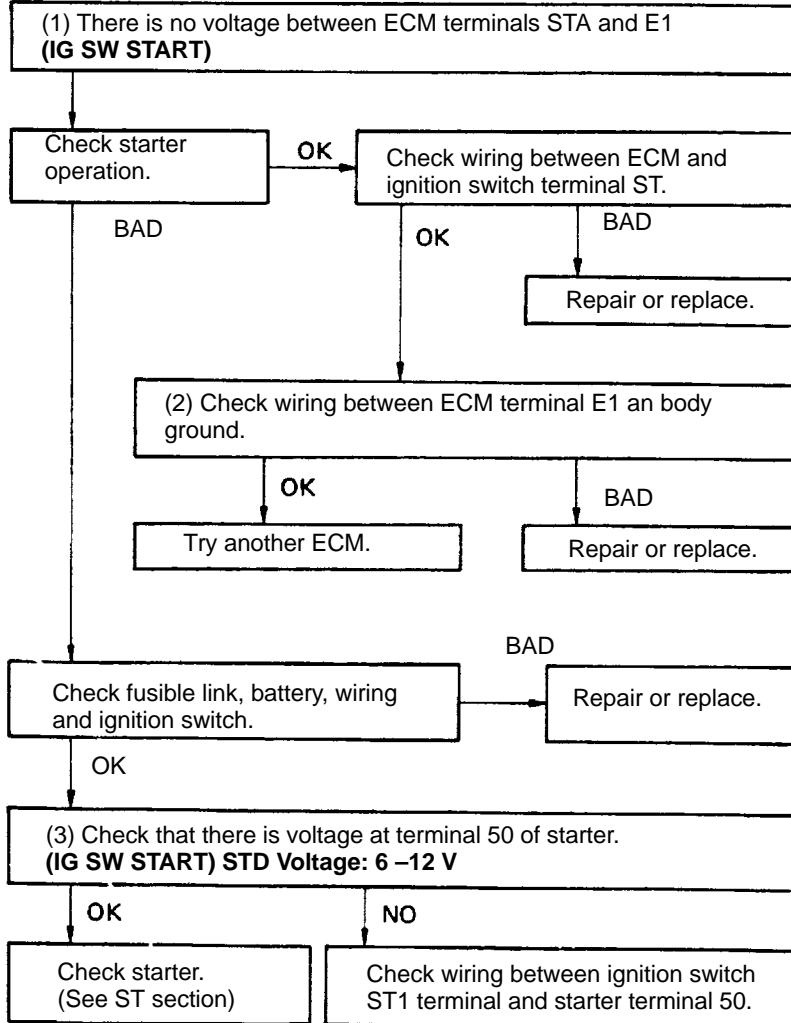 (1) There is no voltage between ECM terminals STA and E1
(IG SW START)
Check starter
operation.
OK
Check wiring between ECM and
ignition switch terminal ST.
BAD
OK
BAD
Repair or replace.
(2) Check wiring between ECM terminal E1 an body
ground.
OK
BAD
Try another ECM.
Repair or replace.
BAD
Check fusible link, battery, wiring
and ignition switch.
Repair or replace.
OK
(3) Check that there is voltage at terminal 50 of starter.
(IG SW START) STD Voltage: 6 –12 V
OK
NO
Check starter.
(See ST section)
Check wiring between ignition switch
ST1 terminal and starter terminal 50.